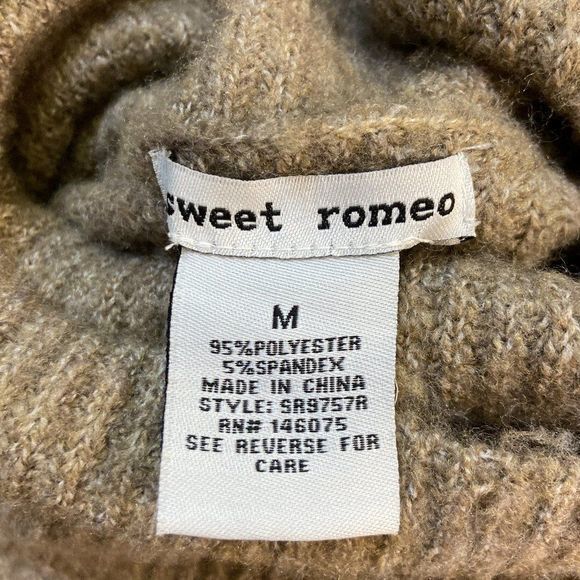 sweet romeo
M
95%POLYESTER
5%SPANDEX
MADE IN CHINA
STYLE: SR9757R
RN# 146075
SEE REVERSE FOR
CARE